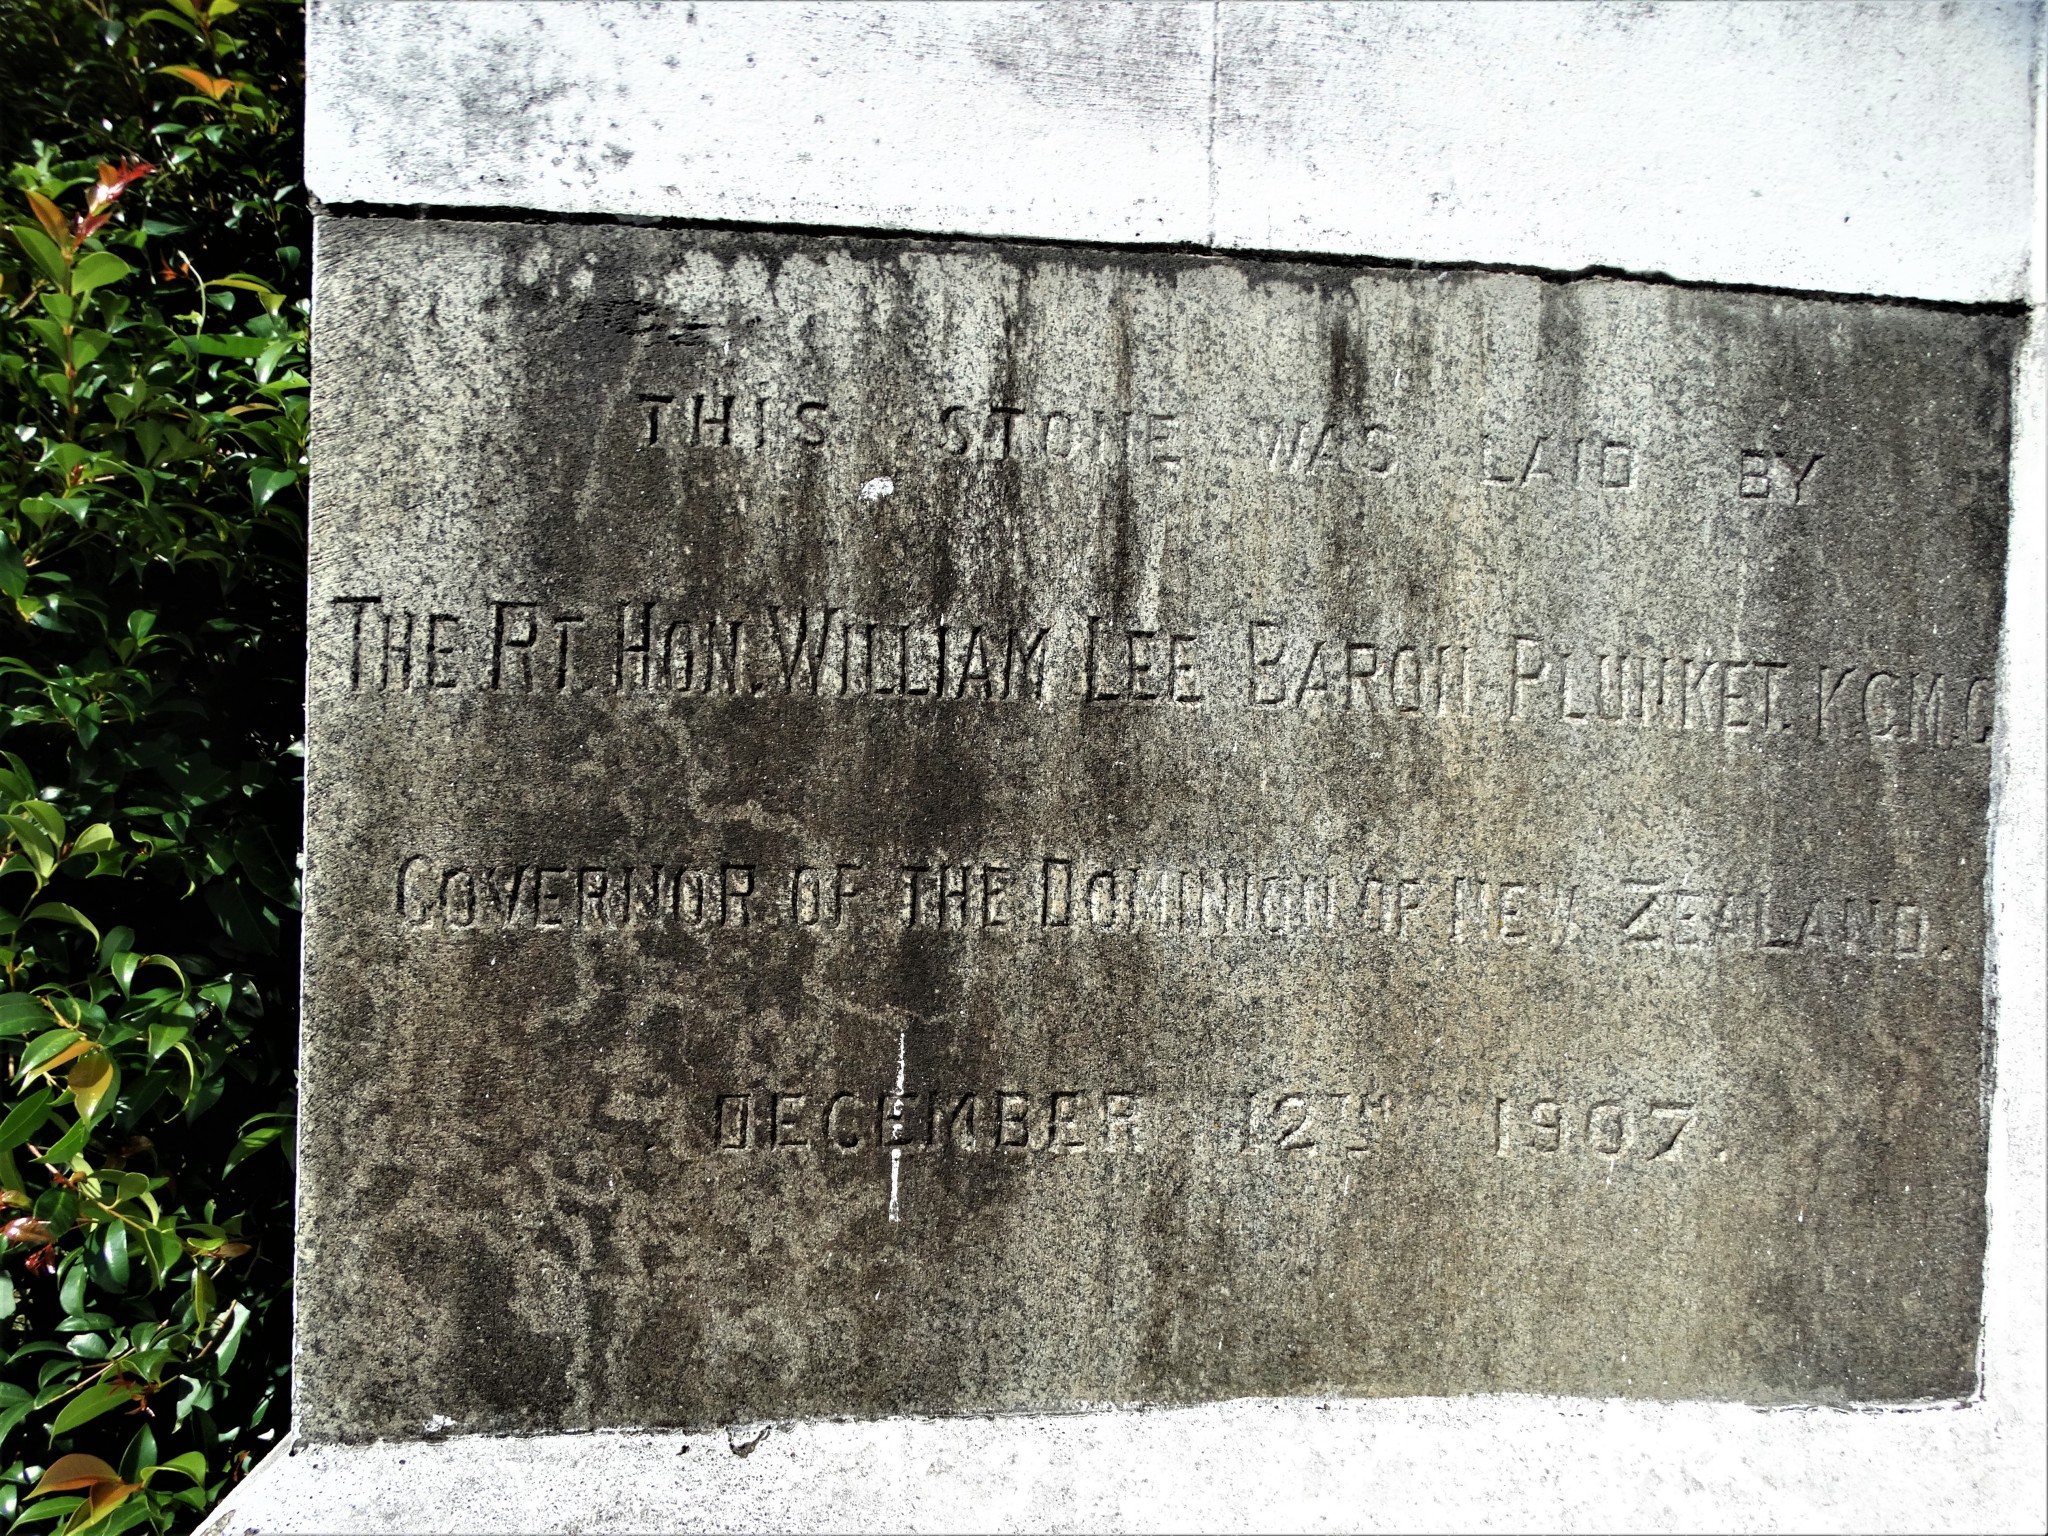 THIS STONE WAS LAID BY
THE RT. HON. WILLIAM LEE BARON PLUNKET. K.C.M.G
GOVERNOR OF THE DOMINION OF NEW ZEALAND.
DECEMBER 12TH 1907.